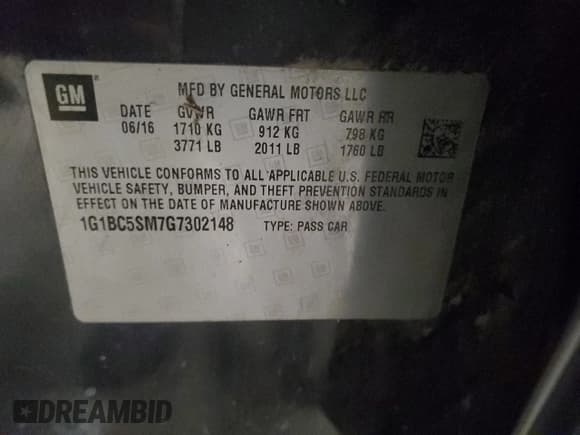 GM
MFD BY GENERAL MOTORS LLC
DATE GVWR GAWR FRT GAWR RR
06/16 1710 KG 912 KG 798 KG
3771 LB 2011 LB 1760 LB
THIS VEHICLE CONFORMS TO ALL APPLICABLE U.S. FEDERAL MOTOR
VEHICLE SAFETY, BUMPER, AND THEFT PREVENTION STANDARDS IN
EFFECT ON THE DATE OF MANUFACTURE SHOWN ABOVE.
1G1BC5SM7G7302148 TYPE: PASS CAR
DREAMBID